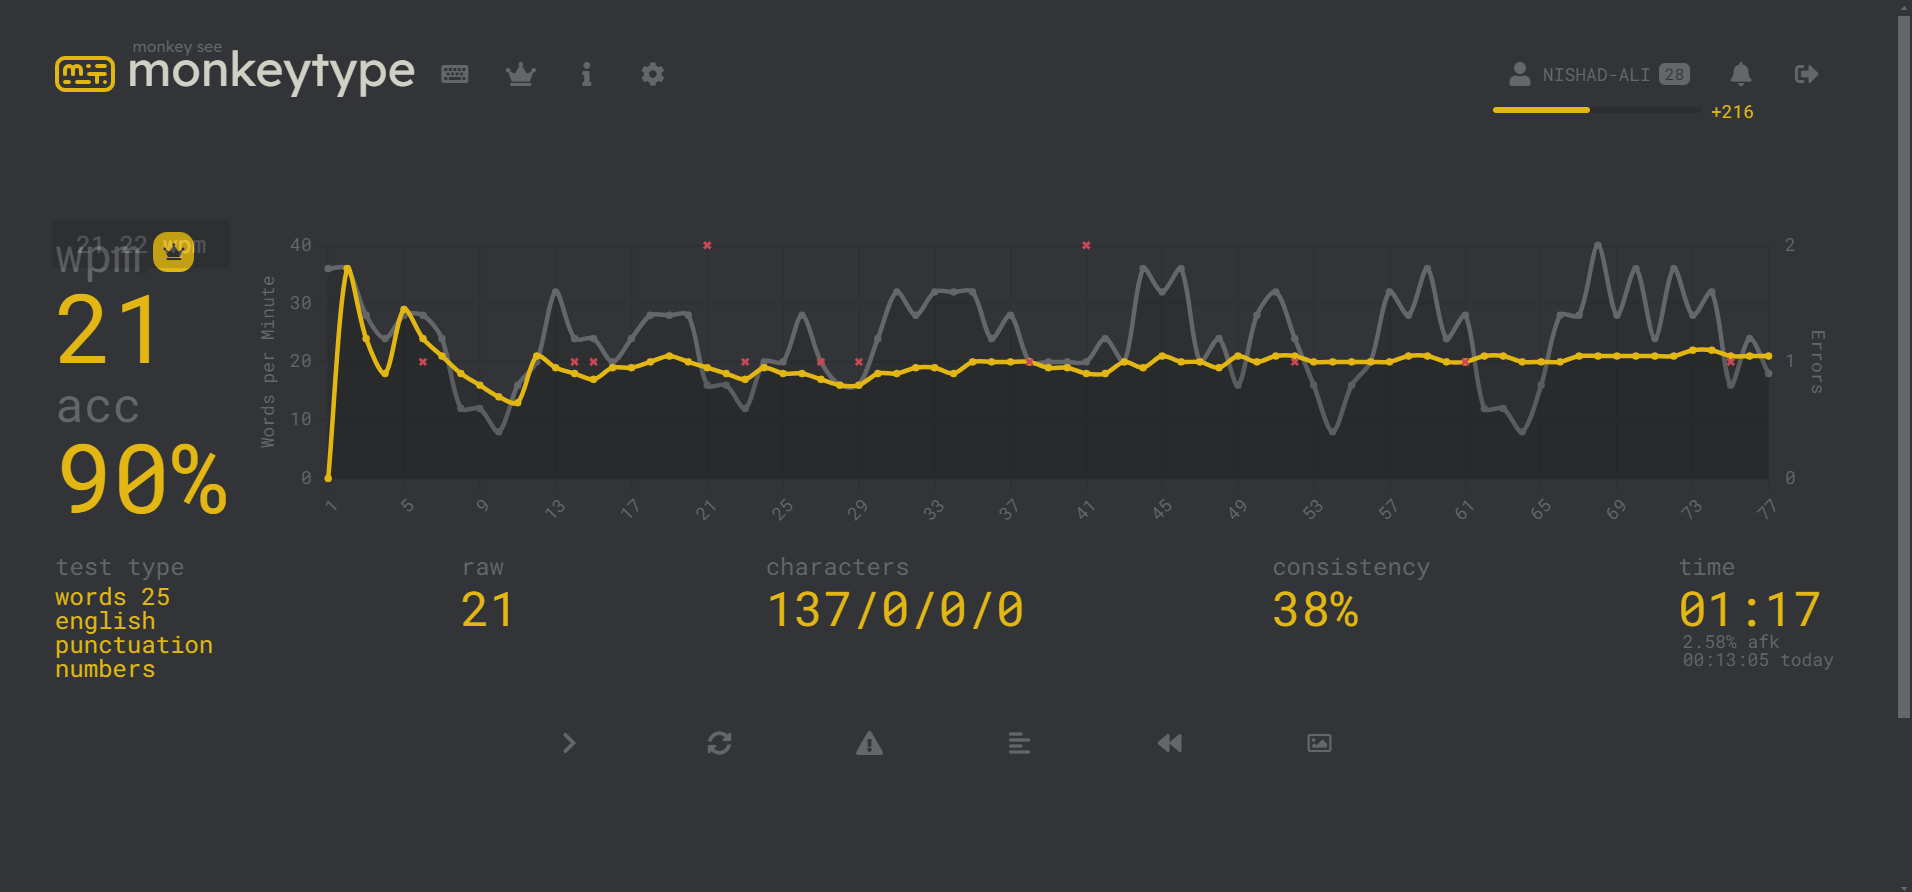 monkey see
monkeytype
NISHAD-ALI 28
+216
21.22 wpm
wpm
21
acc
90%
Words per Minute
40
30
20
10
0
Errors
2
1
0
1 5 9 13 17 21 25 29 33 37 41 45 49 53 57 61 65 69 73 77
test type
words 25
english
punctuation
numbers
raw
21
characters
137/0/0/0
consistency
38%
time
01:17
2.58% afk
00:13:05 today